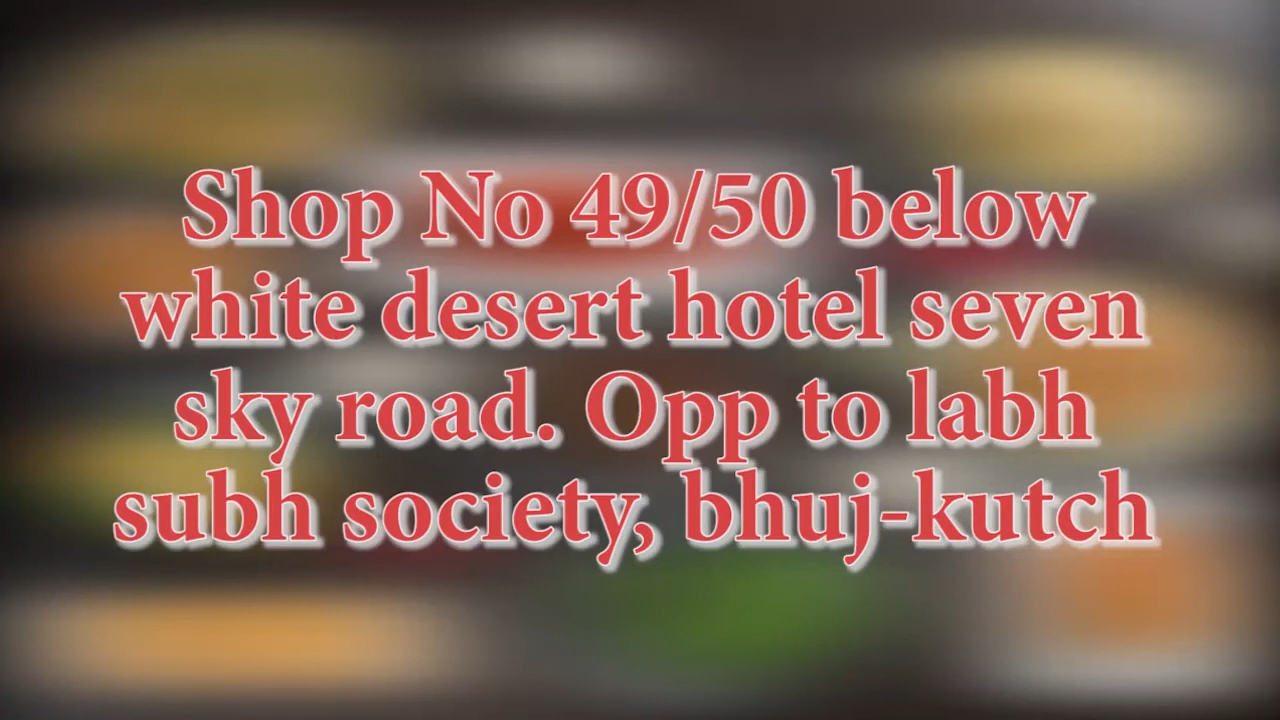 Shop No 49/50 below
white desert hotel seven
sky road. Opp to labh
subh society, bhuj-kutch